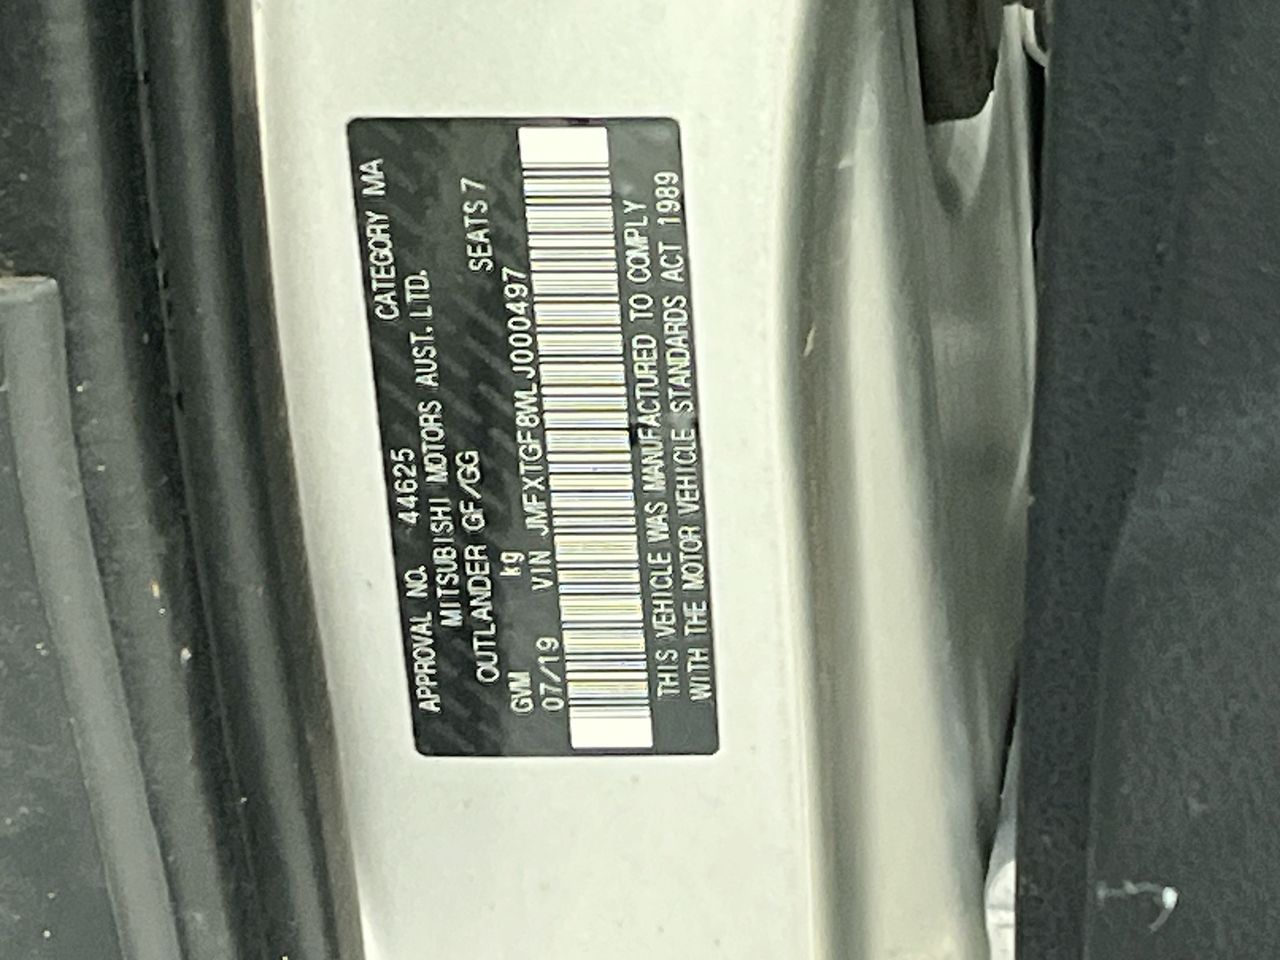 APPROVAL NO. 44625 CATEGORY MA
MITSUBISHI MOTORS AUST. LTD.
OUTLANDER GF/GG SEATS 7
GVM kg
07/19 VIN JMFXTGF8WLJ000497
THIS VEHICLE WAS MANUFACTURED TO COMPLY
WITH THE MOTOR VEHICLE STANDARDS ACT 1989